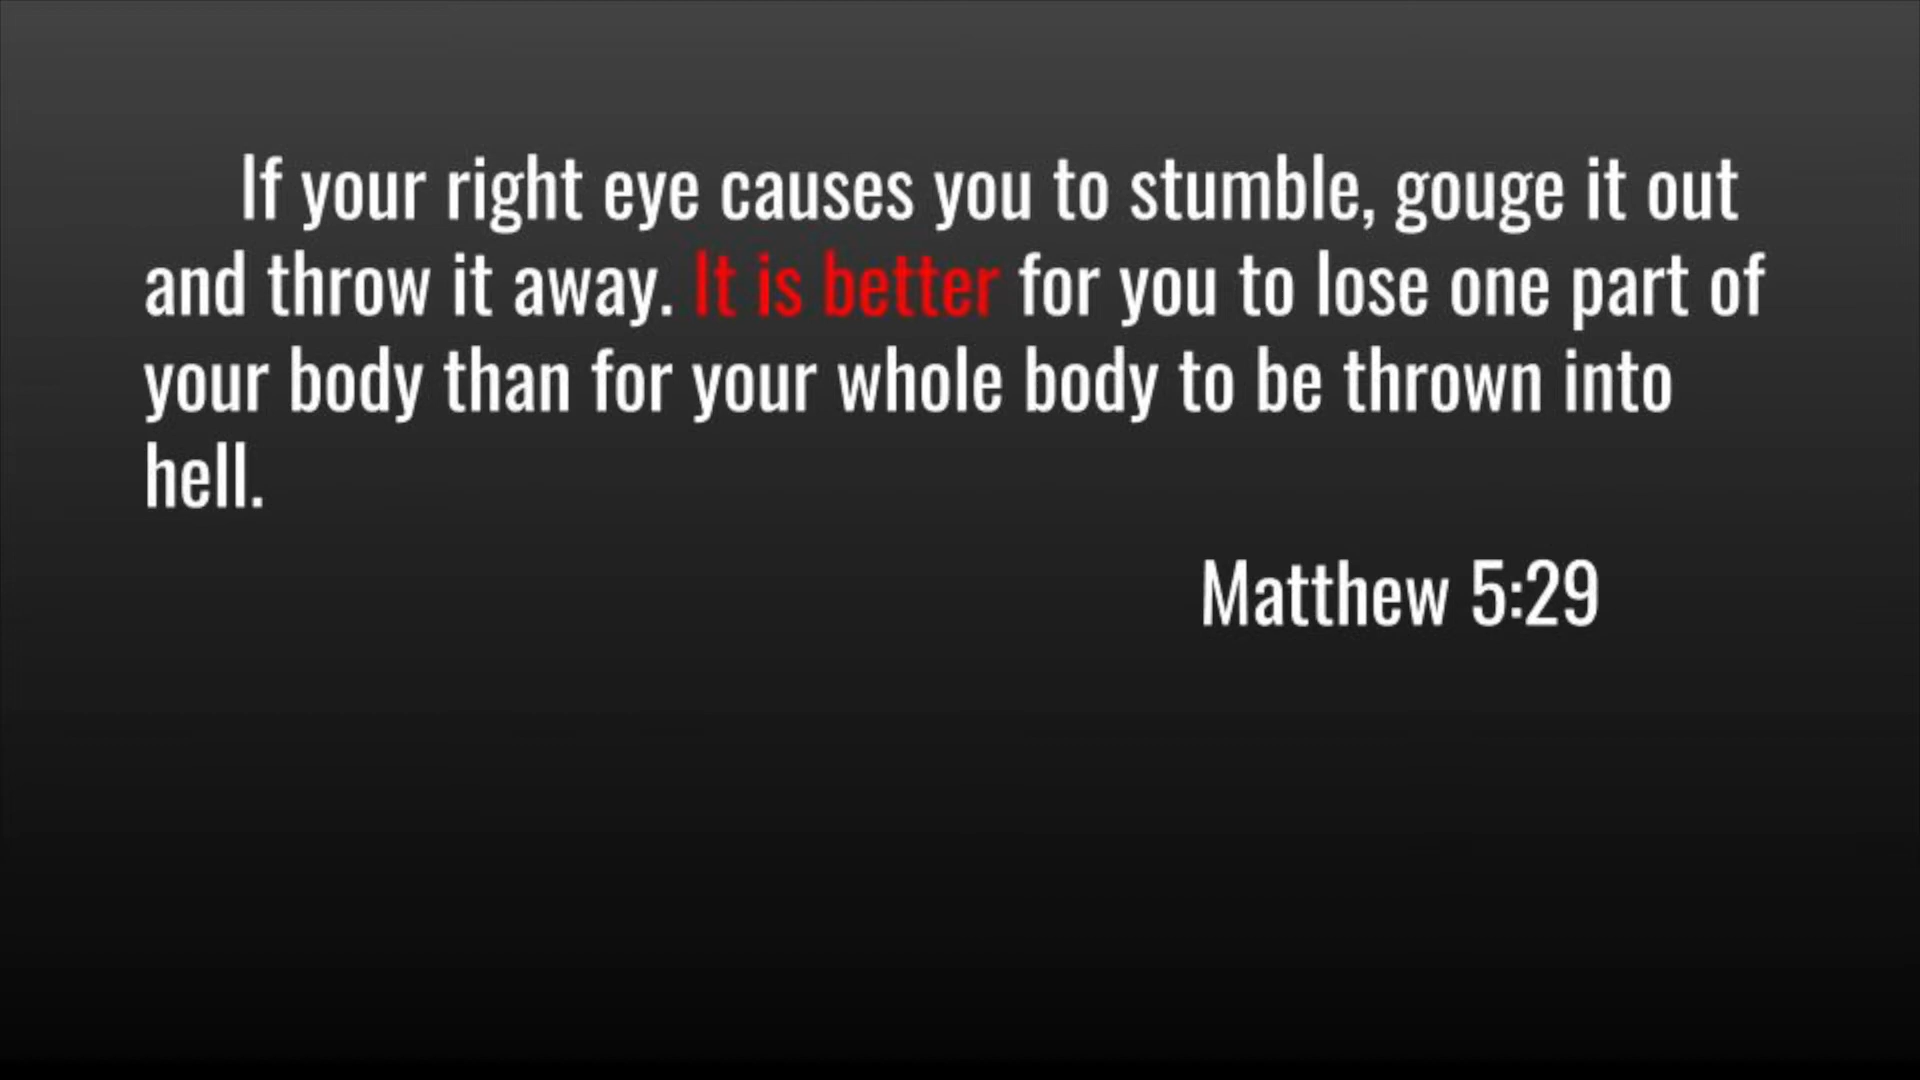 If your right eye causes you to stumble, gouge it out
and throw it away. It is better for you to lose one part of
your body than for your whole body to be thrown into
hell.
Matthew 5:29